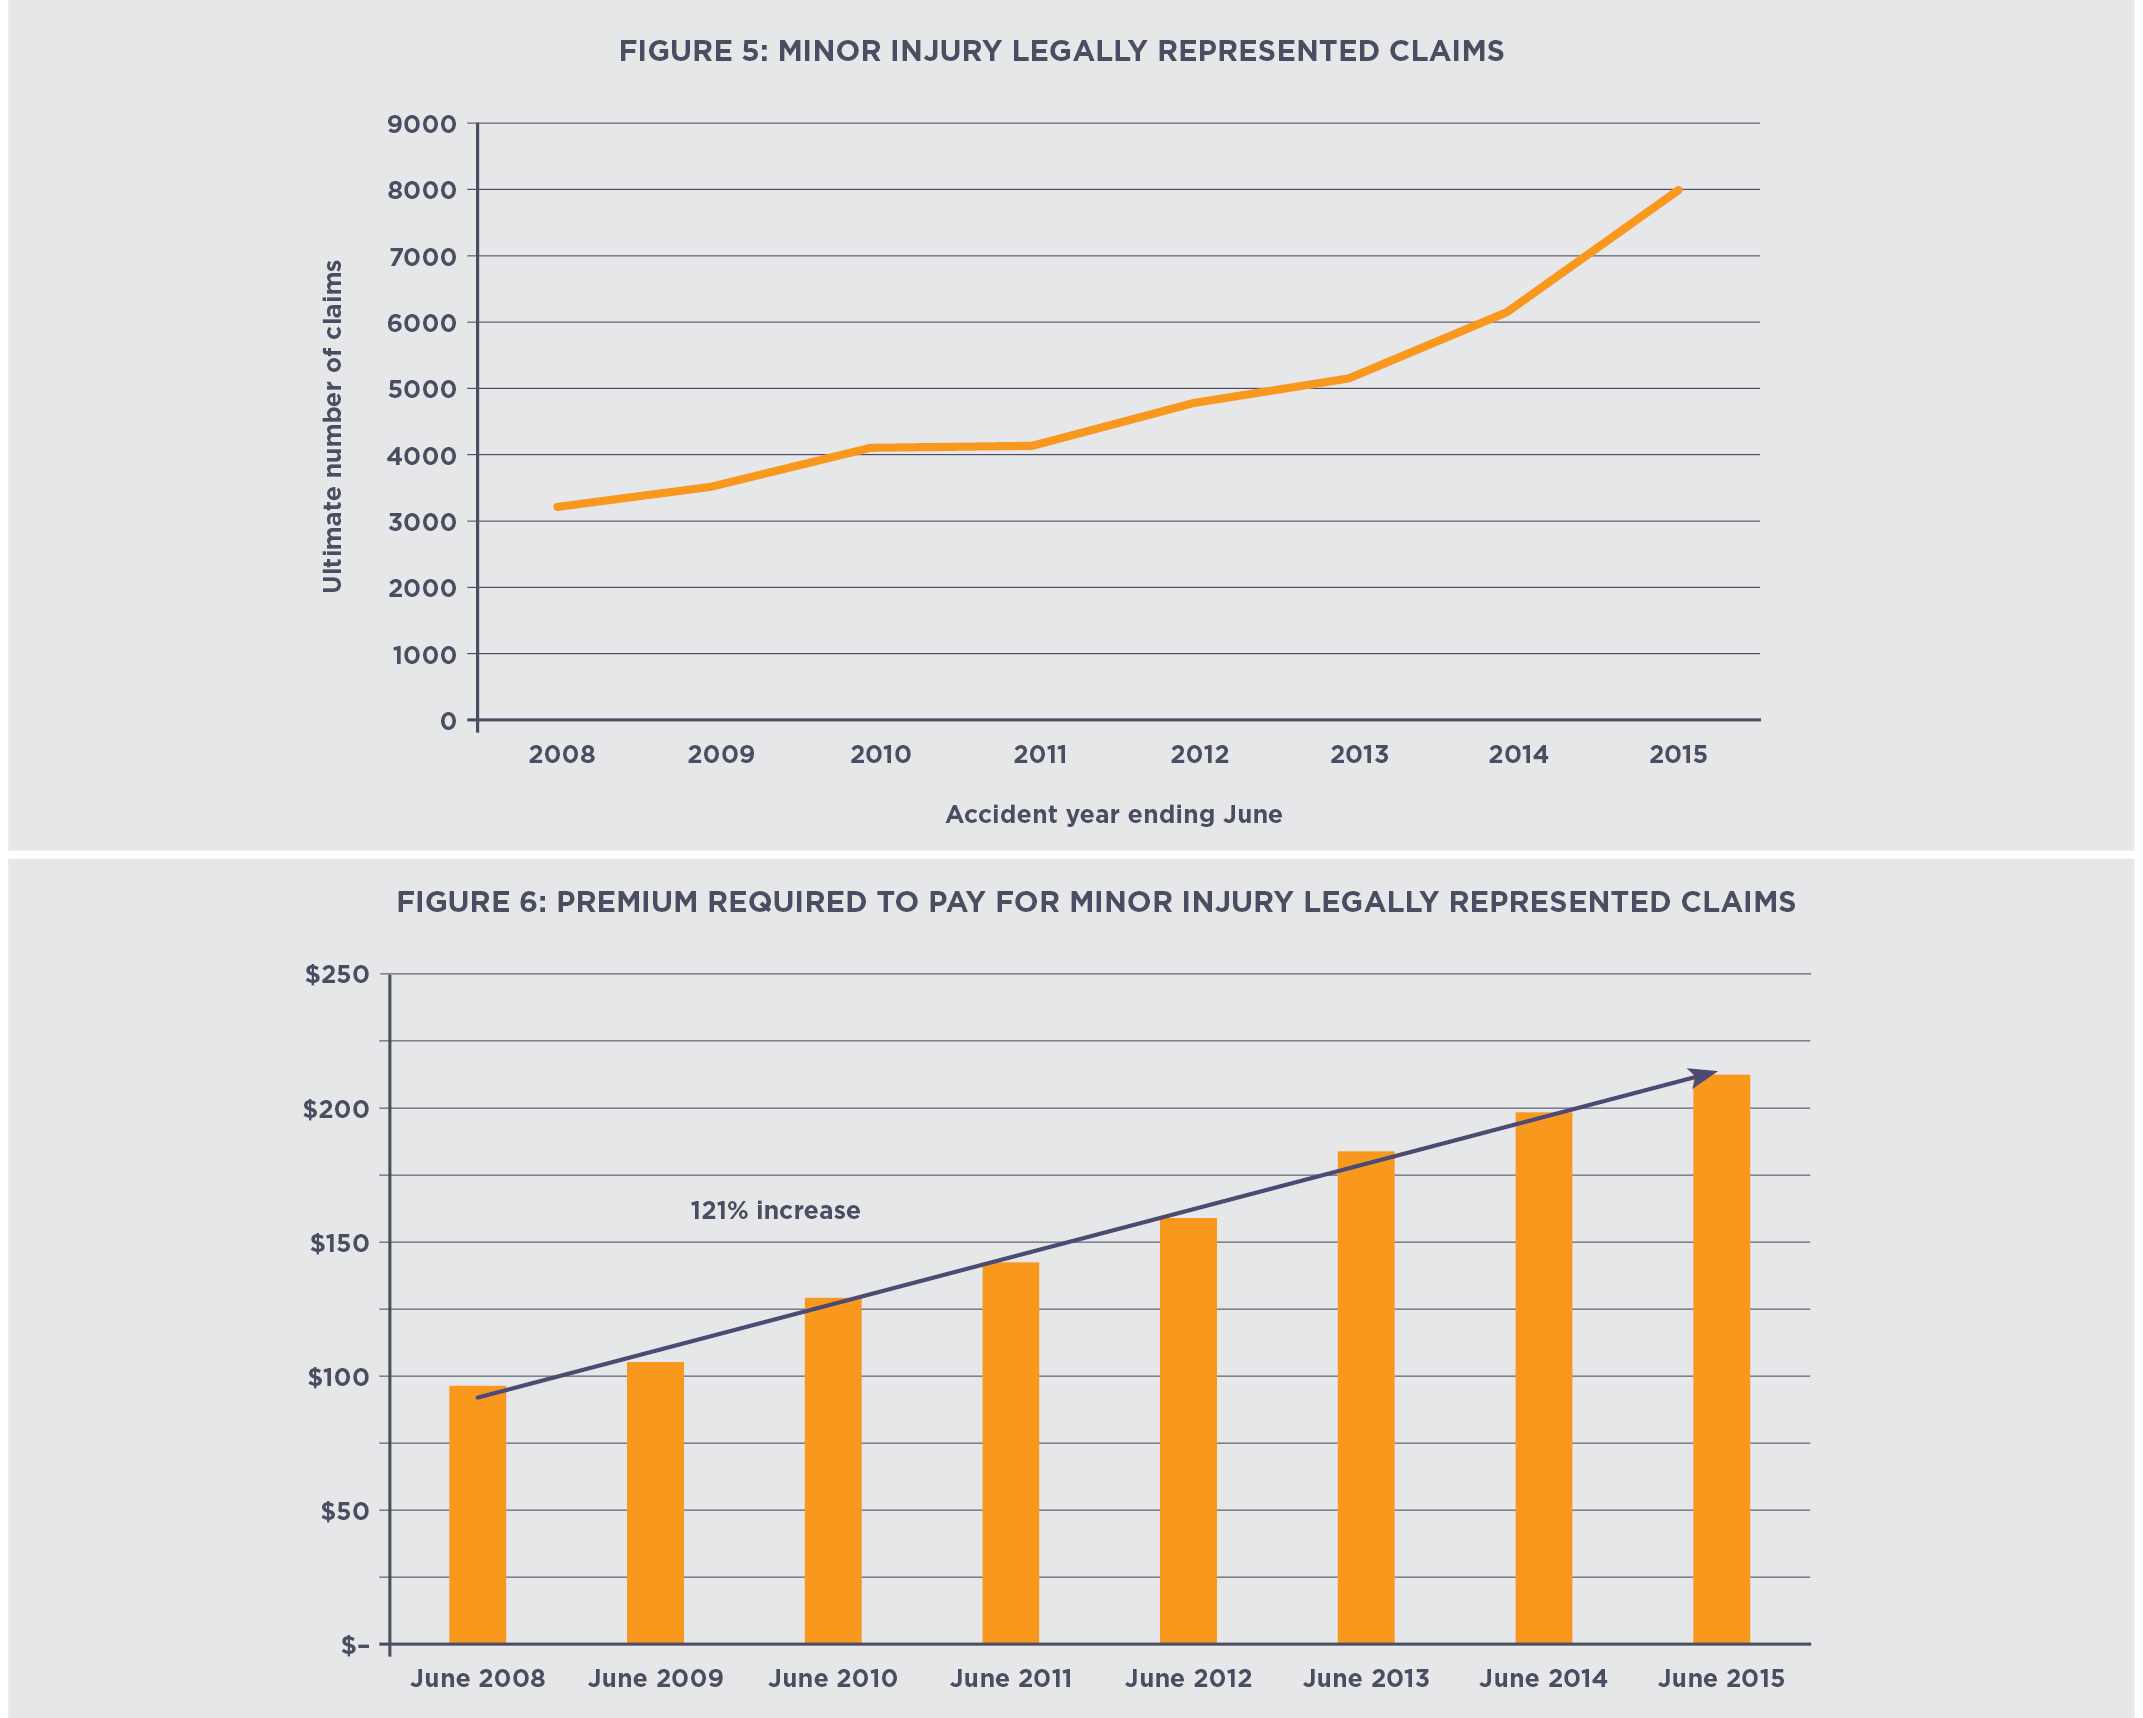 FIGURE 5: MINOR INJURY LEGALLY REPRESENTED CLAIMS
9000
8000
7000
6000
5000
4000
3000
2000
1000
0
Ultimate number of claims
2008 2009 2010 2011 2012 2013 2014 2015
Accident year ending June
FIGURE 6: PREMIUM REQUIRED TO PAY FOR MINOR INJURY LEGALLY REPRESENTED CLAIMS
$250
$200
$150
$100
$50
$–
121% increase
June 2008 June 2009 June 2010 June 2011 June 2012 June 2013 June 2014 June 2015